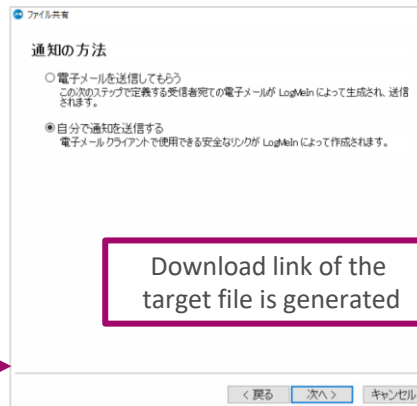 ファイル共有
通知の方法
電子メールを送信してもらう
この次のステップで定義する受信者宛ての電子メールが LogMeIn によって生成され、送信
されます。
自分で通知を送信する
電子メール クライアントで使用できる安全なリンクが LogMeIn によって作成されます。
Download link of the
target file is generated
< 戻る
次へ >
キャンセル